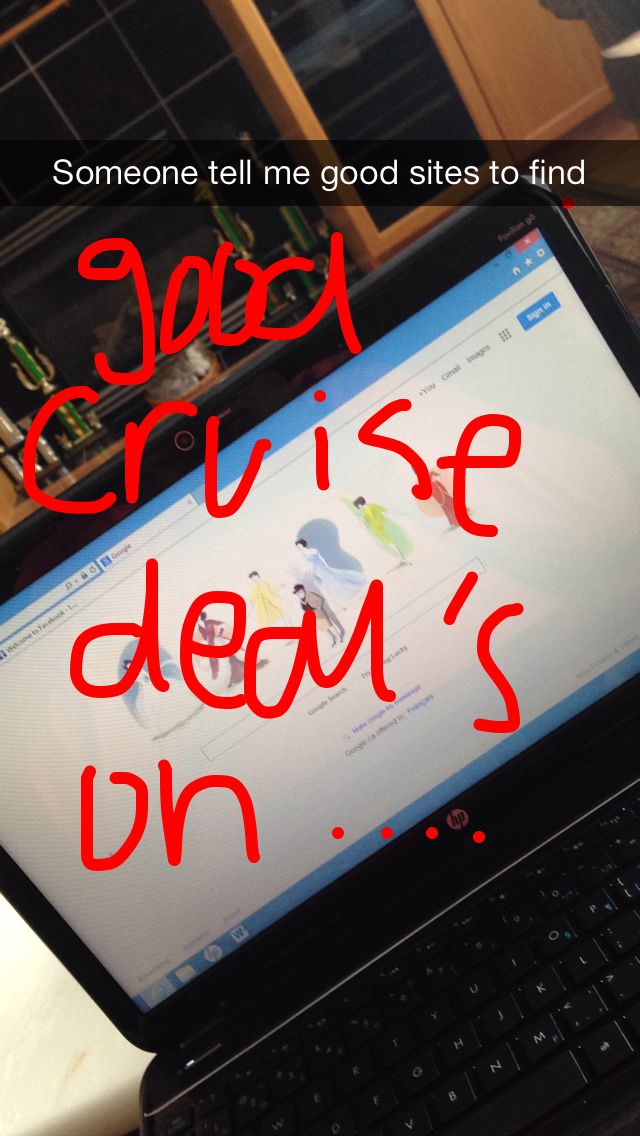 Someone tell me good sites to find
good
cruise
deal's
on ....
Pavilion g6
Sign in
+You Gmail Images
Google
Welcome to Facebook - L...
Google Search I'm Feeling Lucky
Make Google my homepage
Google.ca offered in: Français
hp